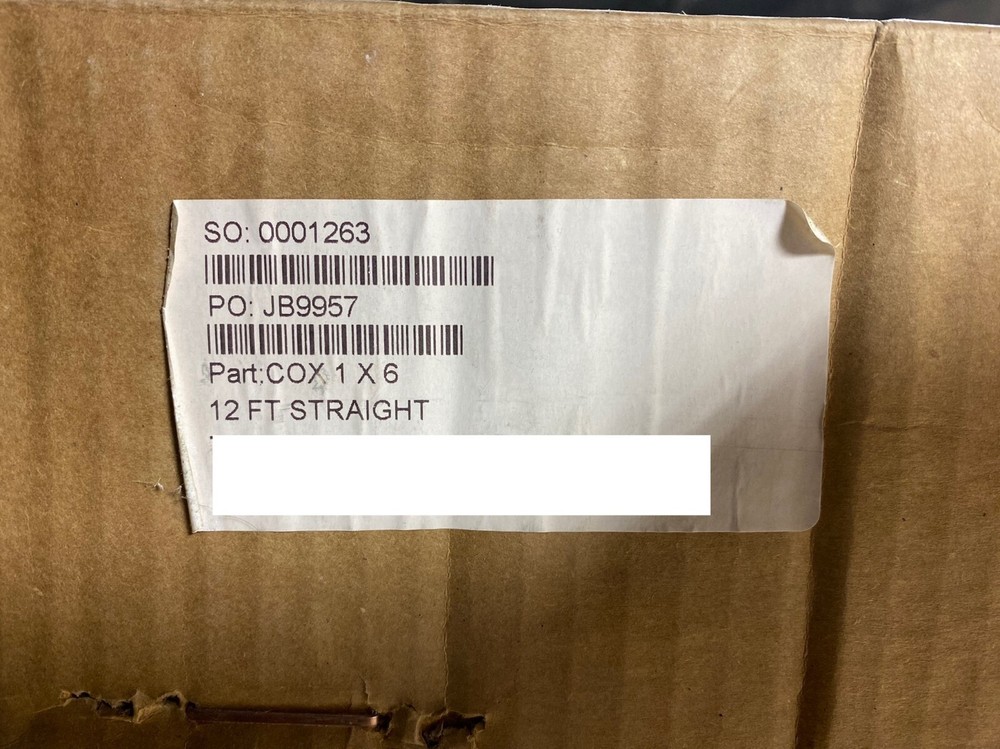 SO: 0001263
PO: JB9957
Part:COX 1 X 6
12 FT STRAIGHT